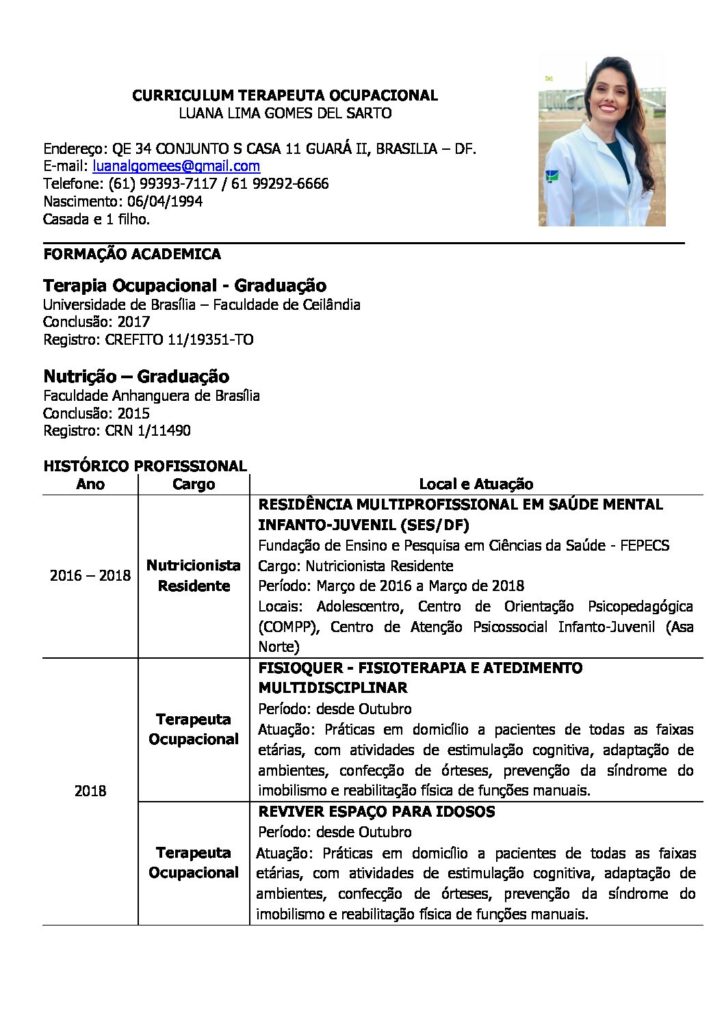 CURRICULUM TERAPEUTA OCUPACIONAL
LUANA LIMA GOMES DEL SARTO
Endereço: QE 34 CONJUNTO S CASA 11 GUARÁ II, BRASILIA – DF.
E-mail: luanalgomees@gmail.com
Telefone: (61) 99393-7117 / 61 99292-6666
Nascimento: 06/04/1994
Casada e 1 filho.
FORMAÇÃO ACADEMICA
Terapia Ocupacional - Graduação
Universidade de Brasília – Faculdade de Ceilândia
Conclusão: 2017
Registro: CREFITO 11/19351-TO
Nutrição – Graduação
Faculdade Anhanguera de Brasília
Conclusão: 2015
Registro: CRN 1/11490
HISTÓRICO PROFISSIONAL
Ano Cargo Local e Atuação
2016 – 2018
Nutricionista
Residente
RESIDÊNCIA MULTIPROFISSIONAL EM SAÚDE MENTAL
INFANTO-JUVENIL (SES/DF)
Fundação de Ensino e Pesquisa em Ciências da Saúde - FEPECS
Cargo: Nutricionista Residente
Período: Março de 2016 a Março de 2018
Locais: Adolescentro, Centro de Orientação Psicopedagógica
(COMPP), Centro de Atenção Psicossocial Infanto-Juvenil (Asa
Norte)
2018
Terapeuta
Ocupacional
FISIOQUER - FISIOTERAPIA E ATEDIMENTO
MULTIDISCIPLINAR
Período: desde Outubro
Atuação: Práticas em domicílio a pacientes de todas as faixas
etárias, com atividades de estimulação cognitiva, adaptação de
ambientes, confecção de órteses, prevenção da síndrome do
imobilismo e reabilitação física de funções manuais.
Terapeuta
Ocupacional
REVIVER ESPAÇO PARA IDOSOS
Período: desde Outubro
Atuação: Práticas em domicílio a pacientes de todas as faixas
etárias, com atividades de estimulação cognitiva, adaptação de
ambientes, confecção de órteses, prevenção da síndrome do
imobilismo e reabilitação física de funções manuais.